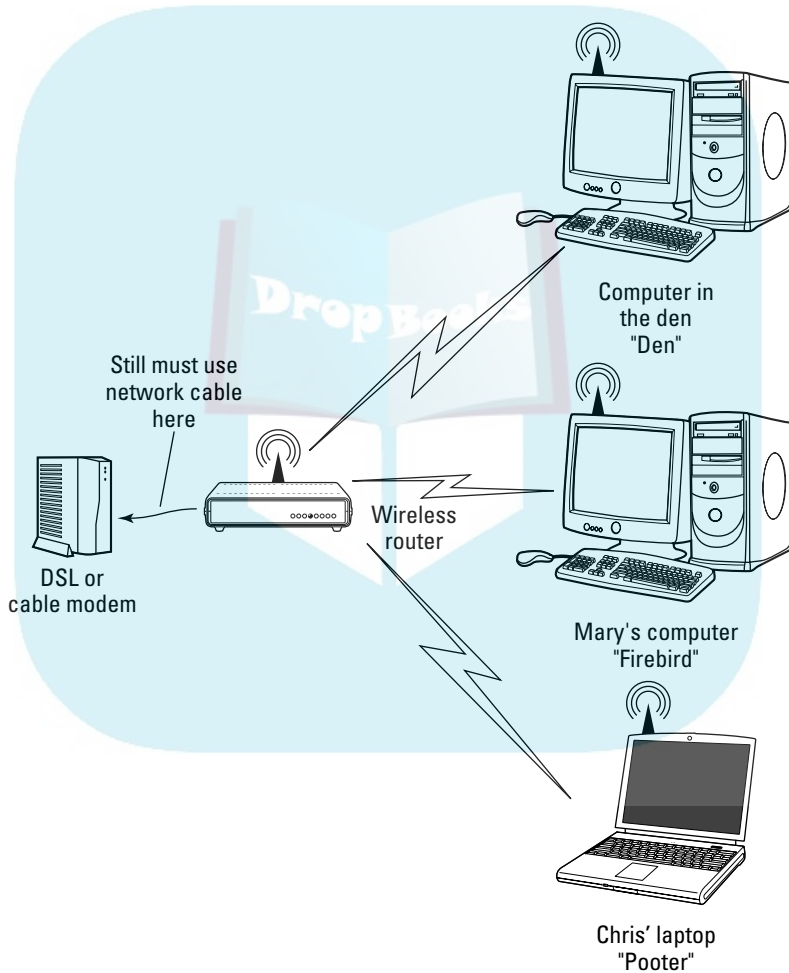 Computer in
the den
"Den"
DropBooks
Still must use
network cable
here
Wireless
router
DSL or
cable modem
Mary's computer
"Firebird"
Chris’ laptop
"Pooter"